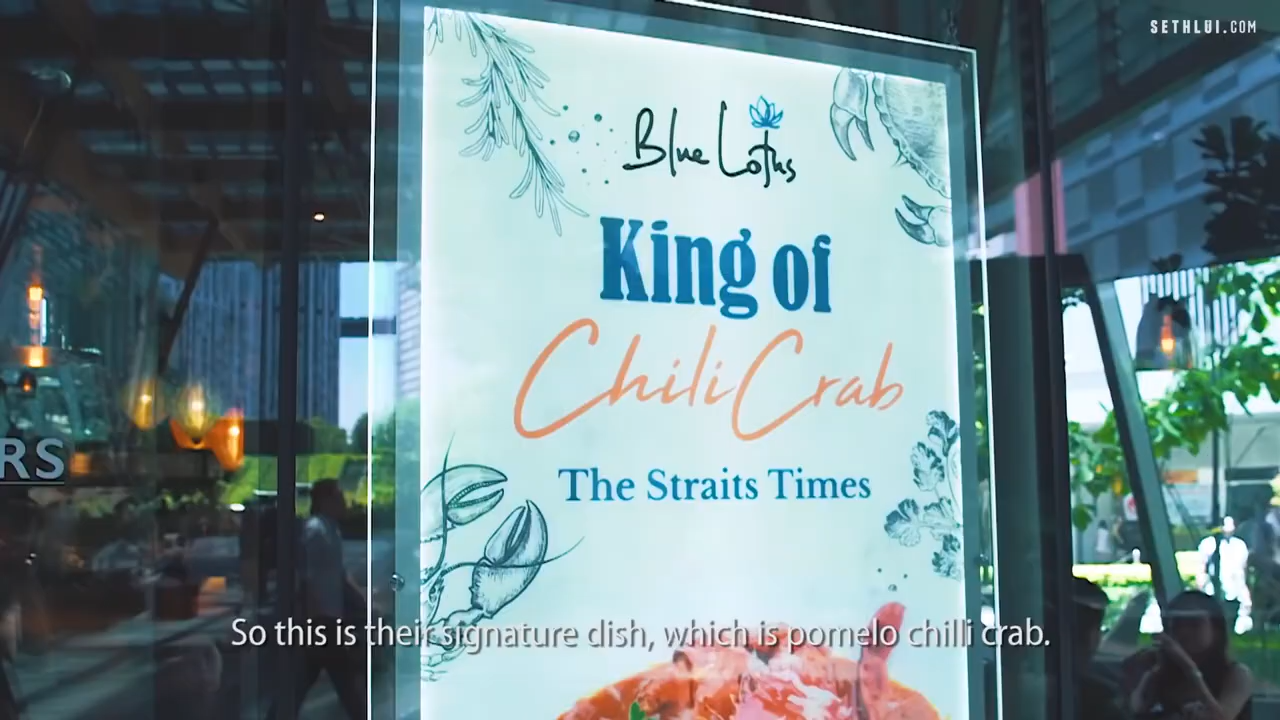 SETHLUI.COM
Blue Lotus
King of
Chili Crab
The Straits Times
RS
So this is their signature dish, which is pomelo chilli crab.